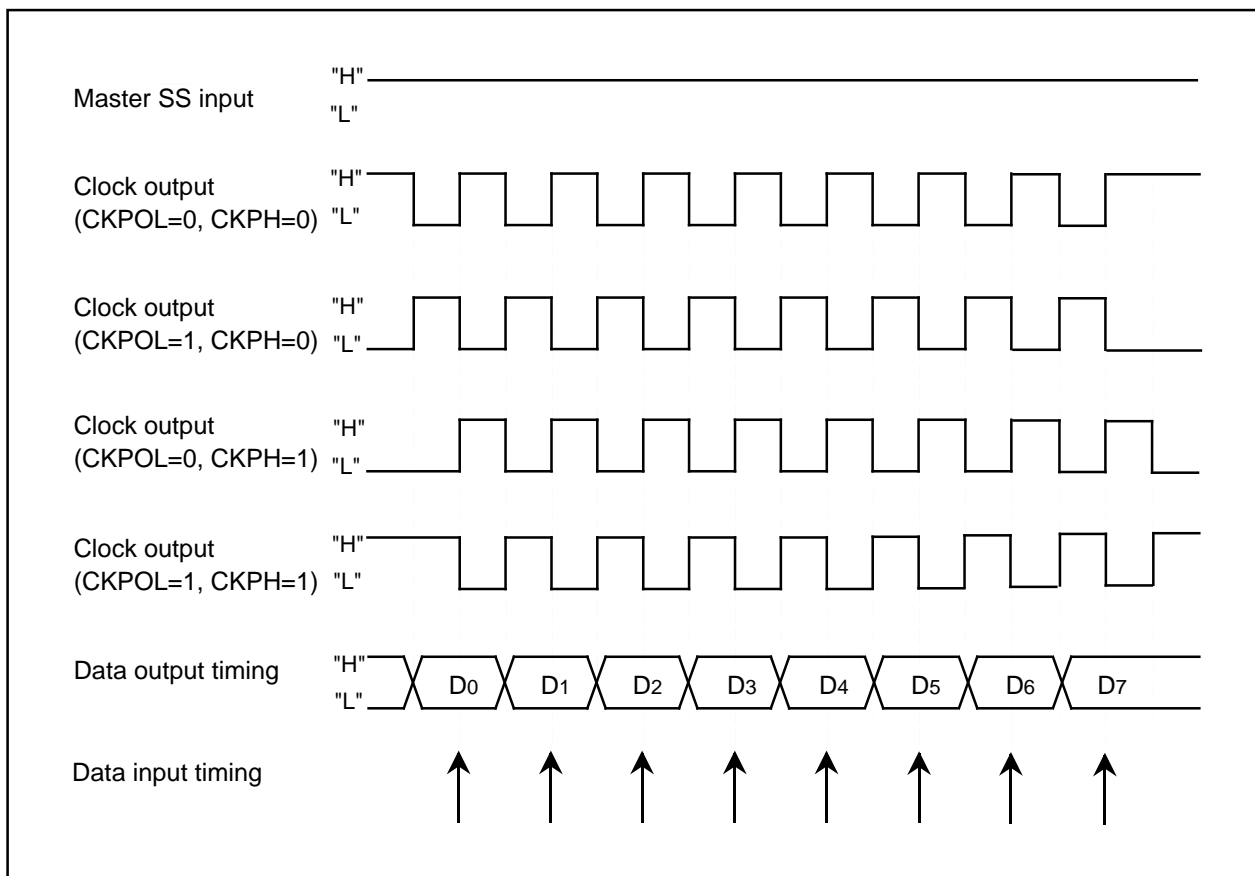 Master SS input
"H"
"L"
Clock output
(CKPOL=0, CKPH=0)
"H"
"L"
Clock output
(CKPOL=1, CKPH=0)
"H"
"L"
Clock output
(CKPOL=0, CKPH=1)
"H"
"L"
Clock output
(CKPOL=1, CKPH=1)
"H"
"L"
Data output timing
"H"
"L"
D0 D1 D2 D3 D4 D5 D6 D7
Data input timing